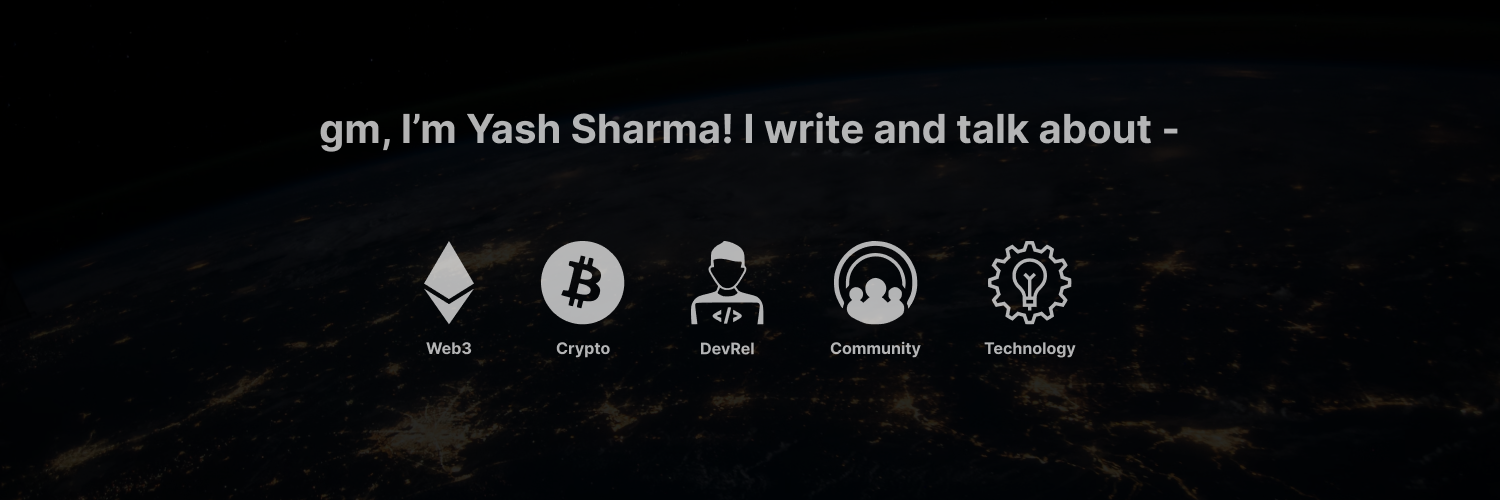 gm, I’m Yash Sharma! I write and talk about -
</>
Web3 Crypto DevRel Community Technology